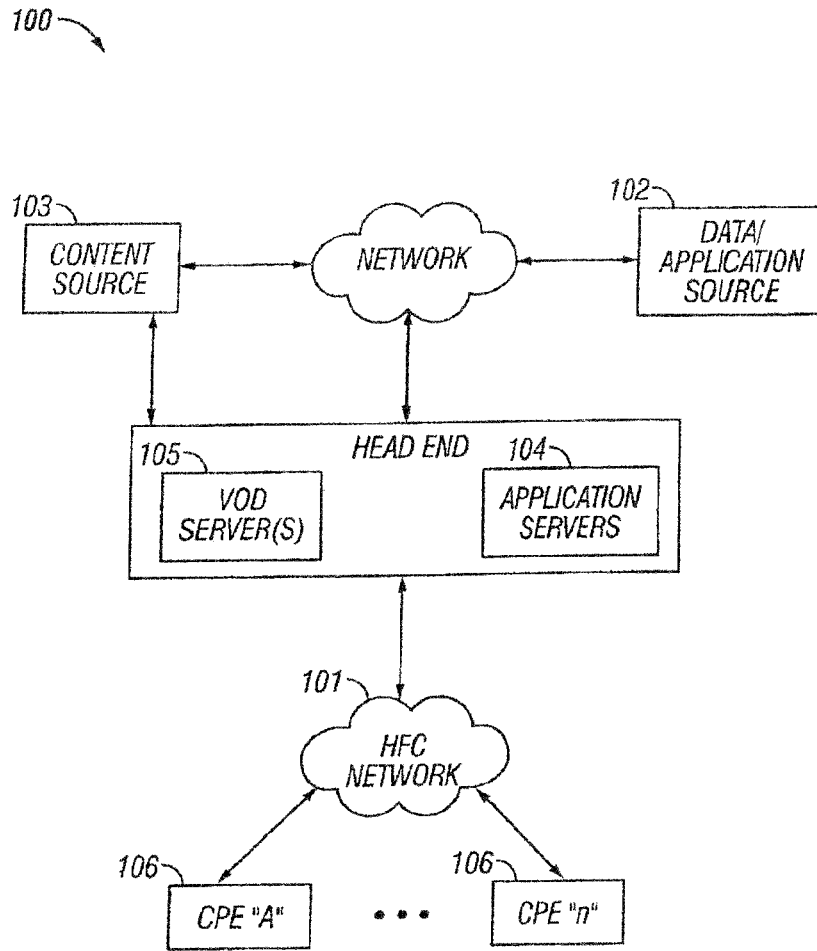 100
103
CONTENT
SOURCE
NETWORK
102
DATA/
APPLICATION
SOURCE
HEAD END
105
VOD
SERVER(S)
104
APPLICATION
SERVERS
101
HFC
NETWORK
106
CPE "A"
• • •
106
CPE "n"